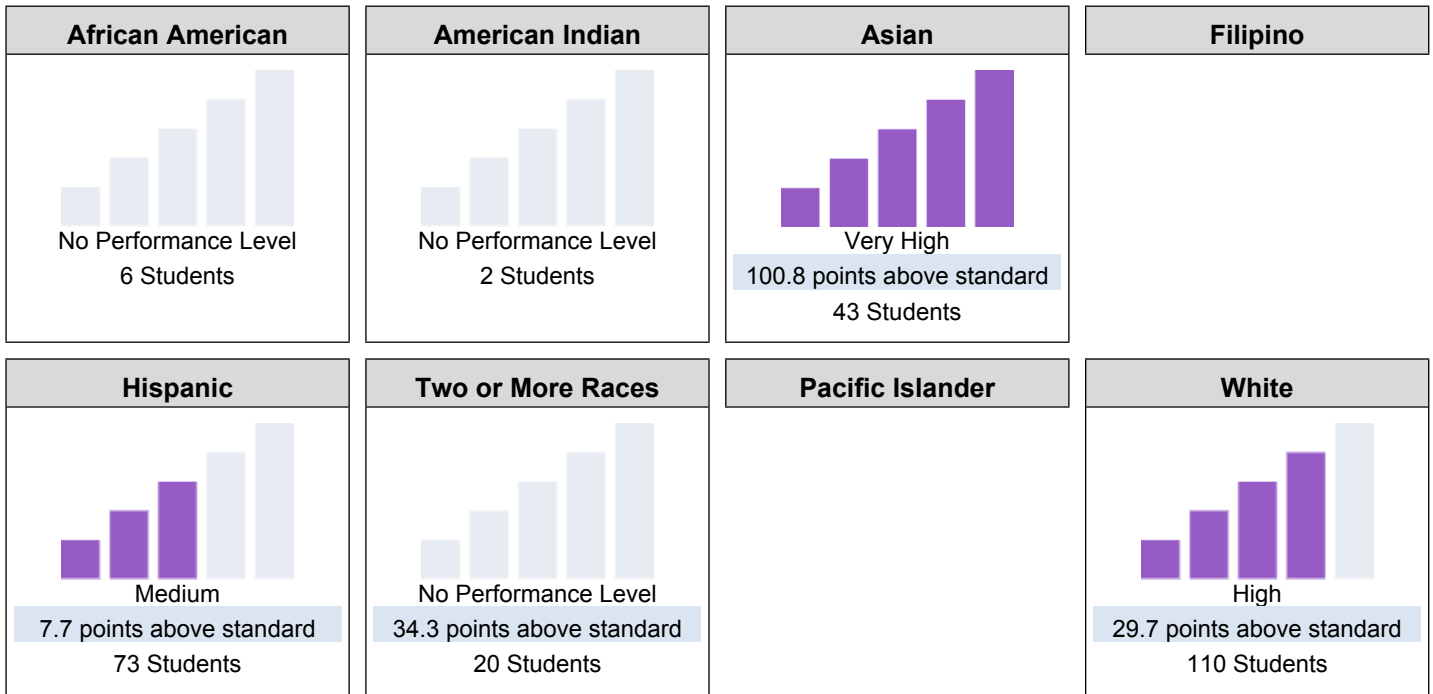 African American
No Performance Level
6 Students
American Indian
No Performance Level
2 Students
Asian
Very High
100.8 points above standard
43 Students
Filipino
Hispanic
Medium
7.7 points above standard
73 Students
Two or More Races
No Performance Level
34.3 points above standard
20 Students
Pacific Islander
White
High
29.7 points above standard
110 Students